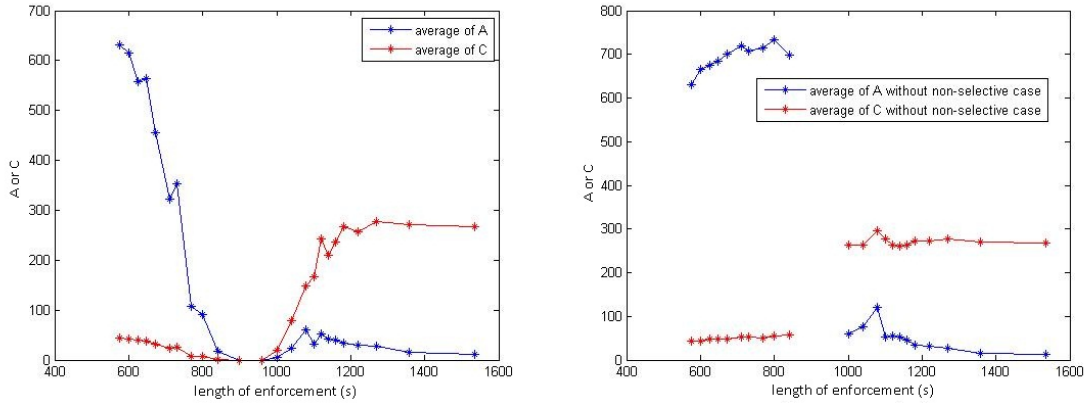 700
600
500
400
300
200
100
0
A or C
400 600 800 1000 1200 1400 1600
length of enforcement (s)
average of A
average of C
800
700
600
500
400
300
200
100
0
A or C
400 600 800 1000 1200 1400 1600
length of enforcement (s)
average of A without non-selective case
average of C without non-selective case